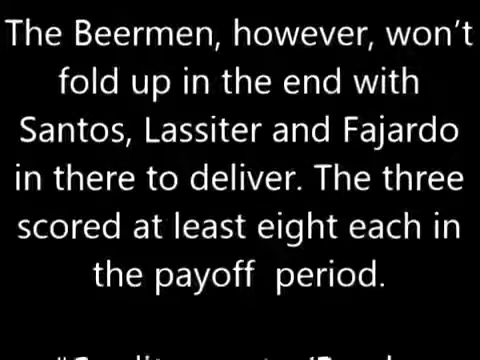 The Beermen, however, won’t
fold up in the end with
Santos, Lassiter and Fajardo
in there to deliver. The three
scored at least eight each in
the payoff  period.